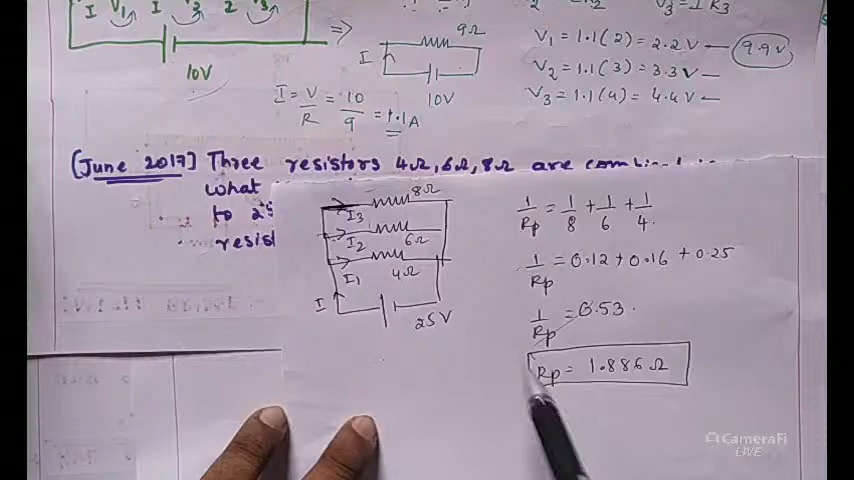 I V1 I V3 I V3
10V
=>
9Ω
I
10V
I = V/R = 10/9 = 1.1A
V1 = 1.1(2) = 2.2V
9.9V
V2 = 1.1(3) = 3.3V
V3 = 1.1(4) = 4.4V
[June 2017] Three resistors 4Ω, 6Ω, 8Ω are
what
to 25
resist
8Ω
I3
I2
6Ω
I1
4Ω
I
25V
1/Rp = 1/8 + 1/6 + 1/4.
1/Rp = 0.12 + 0.16 + 0.25
1/Rp = 0.53.
Rp = 1.886Ω
CameraFi
LIVE